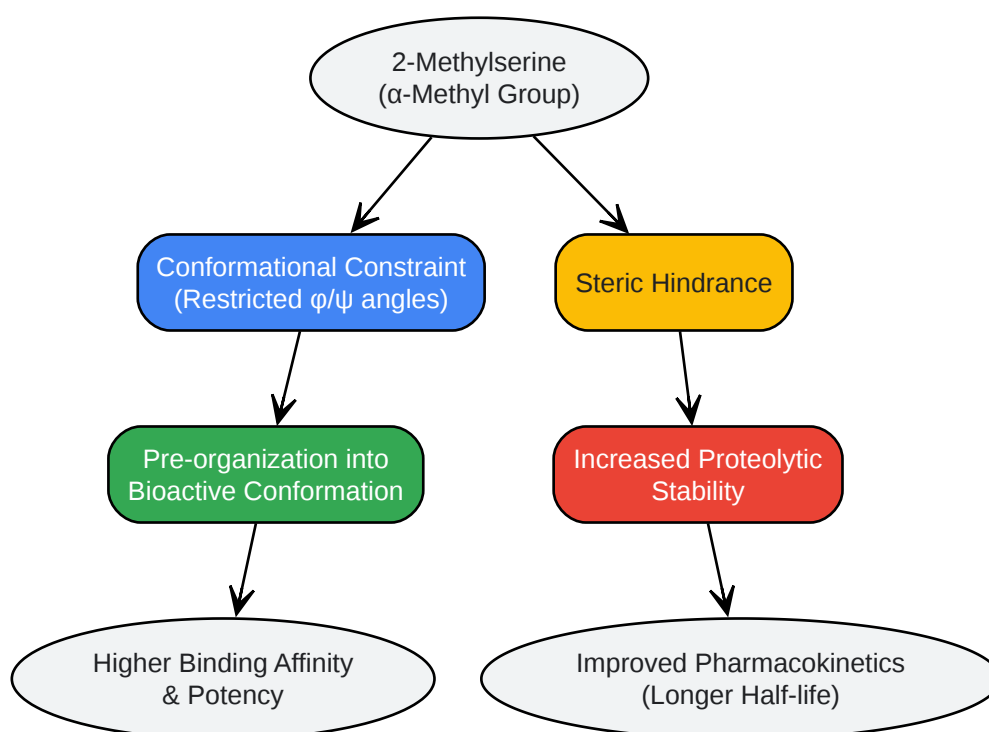 2-Methylserine
(α-Methyl Group)
Conformational Constraint
(Restricted φ/ψ angles)
Steric Hindrance
Pre-organization into
Bioactive Conformation
Increased Proteolytic
Stability
Higher Binding Affinity
& Potency
Improved Pharmacokinetics
(Longer Half-life)